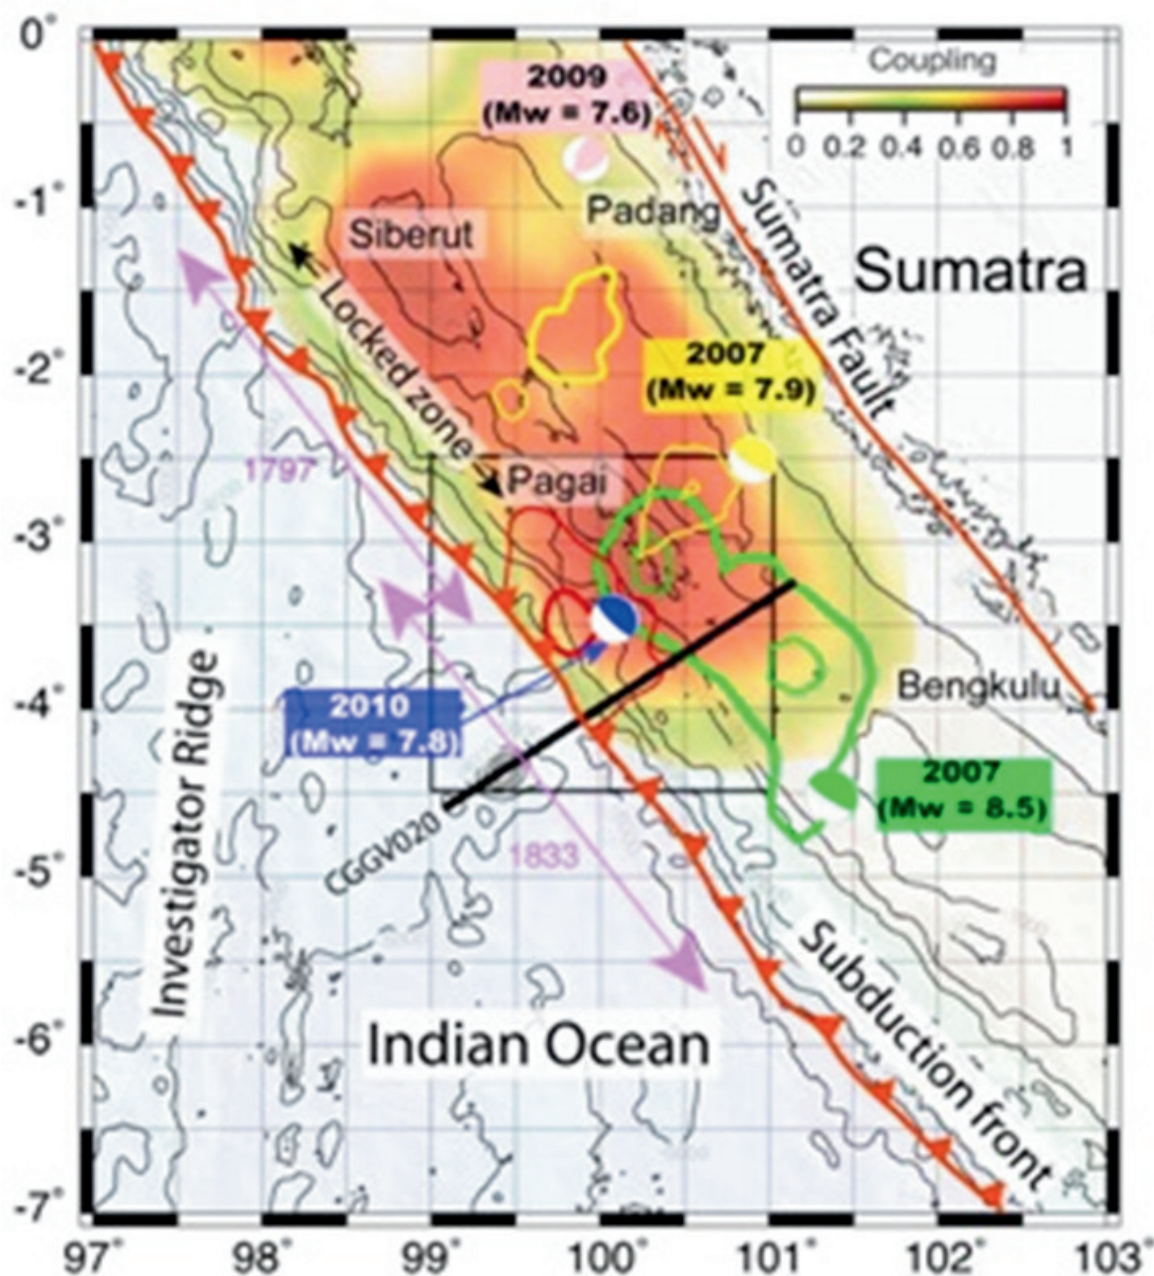 0°
-1°
-2°
-3°
-4°
-5°
-6°
-7°
97°
98°
99°
100°
101°
102°
103°
Coupling
0 0.2 0.4 0.6 0.8 1
2009
(Mw = 7.6)
Padang
Siberut
Sumatra Fault
Sumatra
Locked zone
2007
(Mw = 7.9)
1797
Pagai
Investigator Ridge
2010
(Mw = 7.8)
Bengkulu
2007
(Mw = 8.5)
CGGV020
1833
Subduction front
Indian Ocean